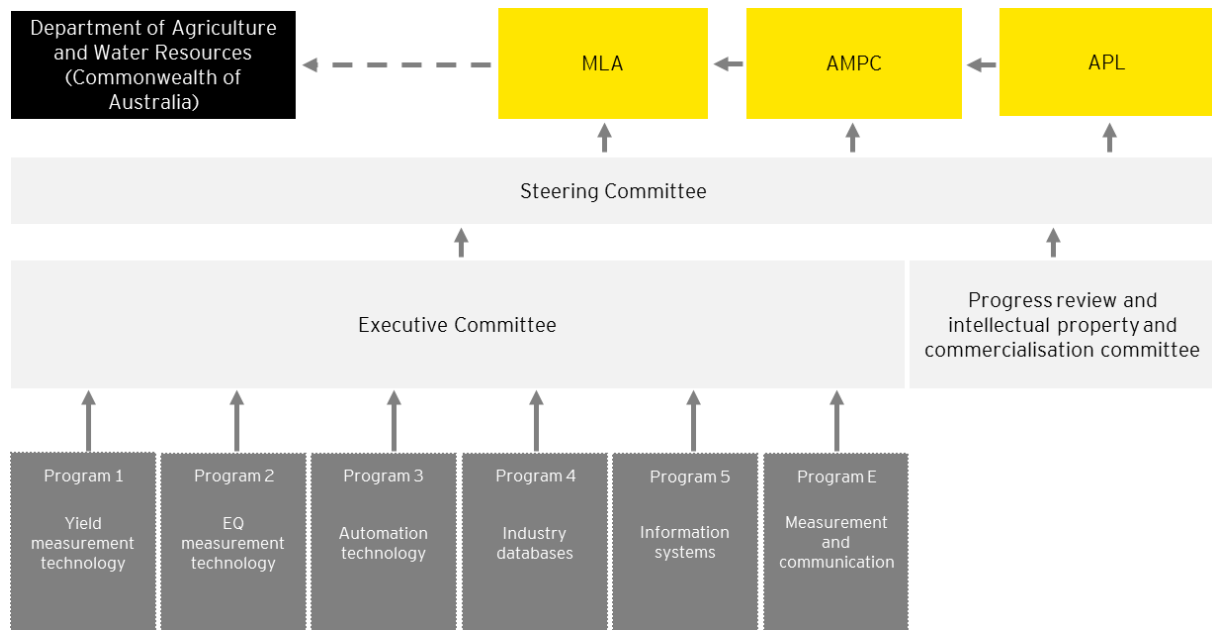 Department of Agriculture
and Water Resources
(Commonwealth of
Australia)
MLA
AMPC
APL
Steering Committee
Executive Committee
Progress review and
intellectual property and
commercialisation committee
Program 1
Yield
measurement
technology
Program 2
EQ
measurement
technology
Program 3
Automation
technology
Program 4
Industry
databases
Program 5
Information
systems
Program E
Measurement
and
communication